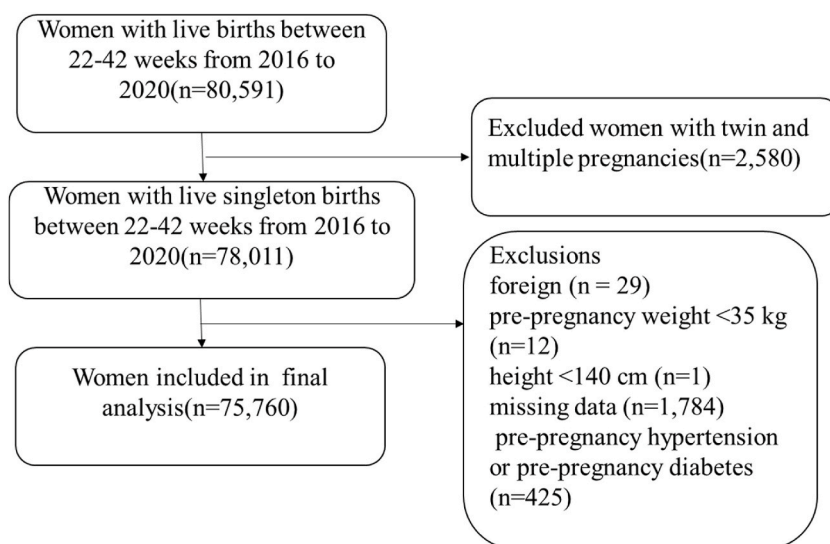 Women with live births between
22-42 weeks from 2016 to
2020(n=80,591)
Excluded women with twin and
multiple pregnancies(n=2,580)
Women with live singleton births
between 22-42 weeks from 2016 to
2020(n=78,011)
Exclusions
foreign (n = 29)
pre-pregnancy weight <35 kg
(n=12)
height <140 cm (n=1)
missing data (n=1,784)
pre-pregnancy hypertension
or pre-pregnancy diabetes
(n=425)
Women included in final
analysis(n=75,760)